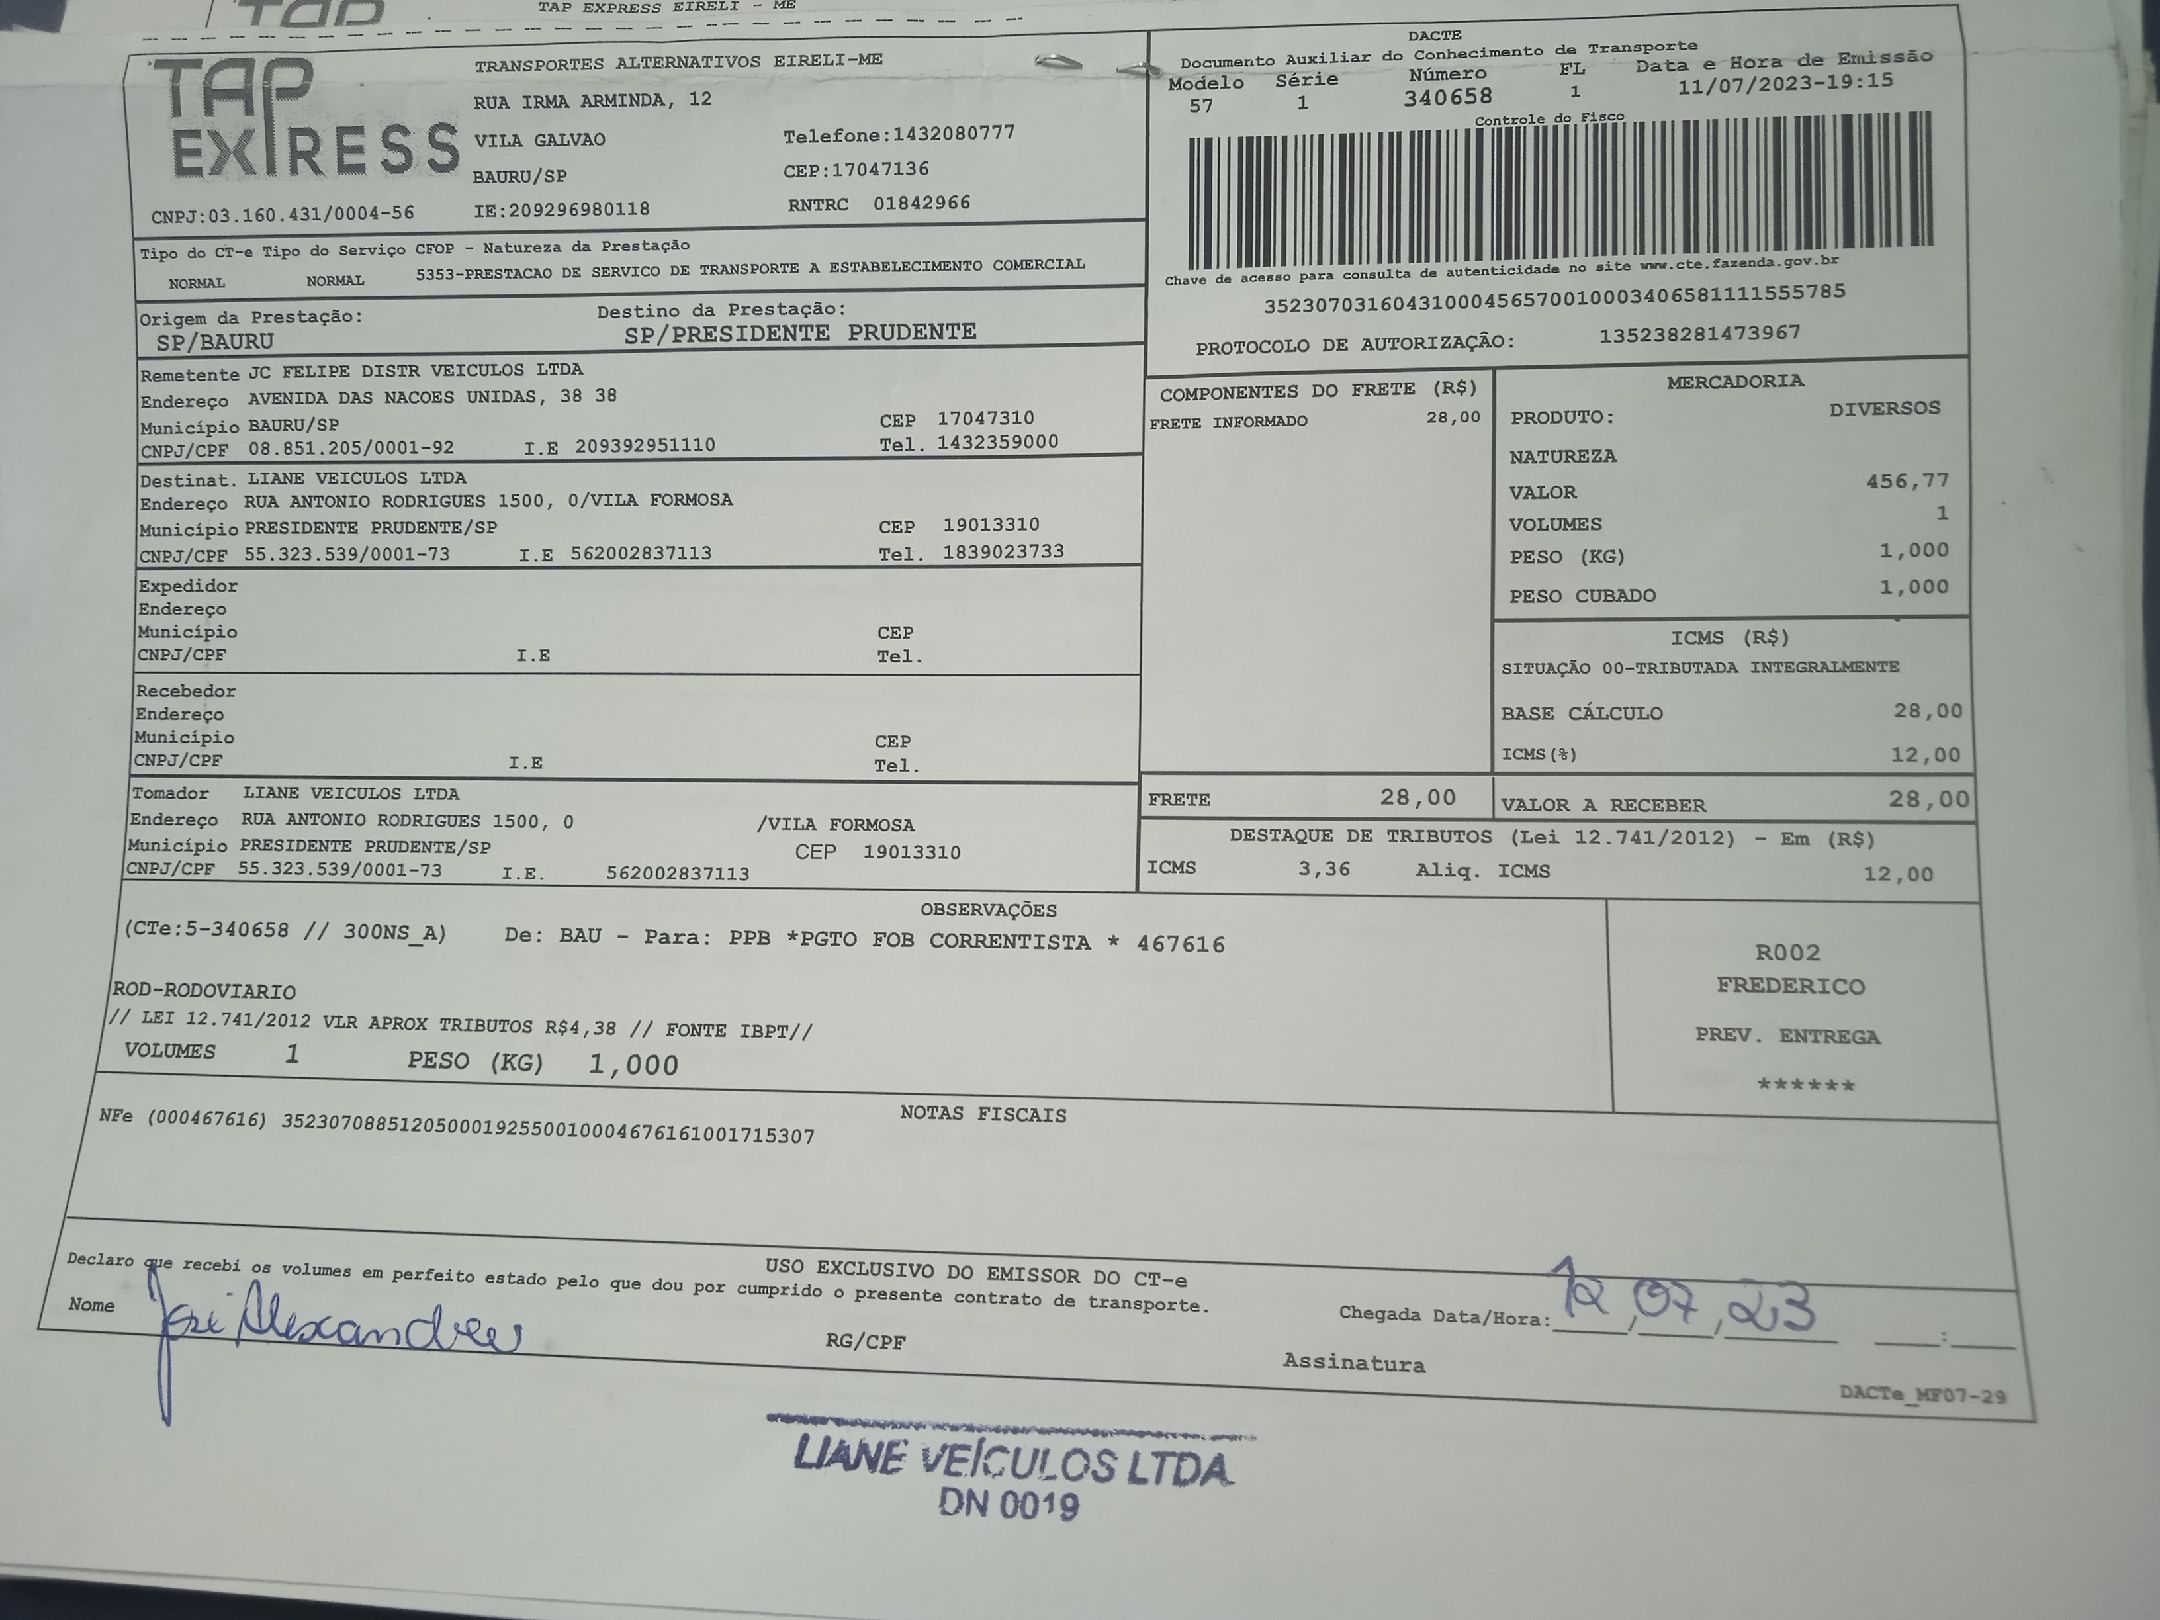 TAP EXPRESS EIRELI - ME
TAP
EXPRESS
TRANSPORTES ALTERNATIVOS EIRELI-ME
RUA IRMA ARMINDA, 12
VILA GALVAO Telefone:1432080777
BAURU/SP CEP:17047136
CNPJ:03.160.431/0004-56 IE:209296980118 RNTRC 01842966
DACTE
Documento Auxiliar do Conhecimento de Transporte
Modelo Série Número FL Data e Hora de Emissão
57 1 340658 1 11/07/2023-19:15
Controle do Fisco
Chave de acesso para consulta de autenticidade no site www.cte.fazenda.gov.br
35230703160431000456570010003406581111555785
PROTOCOLO DE AUTORIZAÇÃO: 135238281473967
Tipo do CT-e Tipo do Serviço CFOP - Natureza da Prestação
NORMAL NORMAL 5353-PRESTACAO DE SERVICO DE TRANSPORTE A ESTABELECIMENTO COMERCIAL
Origem da Prestação: Destino da Prestação:
SP/BAURU SP/PRESIDENTE PRUDENTE
Remetente JC FELIPE DISTR VEICULOS LTDA
Endereço AVENIDA DAS NACOES UNIDAS, 38 38
Município BAURU/SP CEP 17047310
CNPJ/CPF 08.851.205/0001-92 I.E 209392951110 Tel. 1432359000
Destinat. LIANE VEICULOS LTDA
Endereço RUA ANTONIO RODRIGUES 1500, 0/VILA FORMOSA
Município PRESIDENTE PRUDENTE/SP CEP 19013310
CNPJ/CPF 55.323.539/0001-73 I.E 562002837113 Tel. 1839023733
Expedidor
Endereço
Município CEP
CNPJ/CPF I.E Tel.
Recebedor
Endereço
Município CEP
CNPJ/CPF I.E Tel.
Tomador LIANE VEICULOS LTDA
Endereço RUA ANTONIO RODRIGUES 1500, 0 /VILA FORMOSA
Município PRESIDENTE PRUDENTE/SP CEP 19013310
CNPJ/CPF 55.323.539/0001-73 I.E. 562002837113
COMPONENTES DO FRETE (R$)
FRETE INFORMADO 28,00
MERCADORIA
PRODUTO: DIVERSOS
NATUREZA
VALOR 456,77
VOLUMES 1
PESO (KG) 1,000
PESO CUBADO 1,000
ICMS (R$)
SITUAÇÃO 00-TRIBUTADA INTEGRALMENTE
BASE CÁLCULO 28,00
ICMS(%) 12,00
FRETE 28,00 VALOR A RECEBER 28,00
DESTAQUE DE TRIBUTOS (Lei 12.741/2012) - Em (R$)
ICMS 3,36 Aliq. ICMS 12,00
OBSERVAÇÕES
(CTe:5-340658 // 300NS_A) De: BAU - Para: PPB *PGTO FOB CORRENTISTA * 467616
ROD-RODOVIARIO
// LEI 12.741/2012 VLR APROX TRIBUTOS R$4,38 // FONTE IBPT//
VOLUMES 1 PESO (KG) 1,000
R002
FREDERICO
PREV. ENTREGA
******
NOTAS FISCAIS
NFe (000467616) 35230708851205000192550010004676161001715307
USO EXCLUSIVO DO EMISSOR DO CT-e
Declaro que recebi os volumes em perfeito estado pelo que dou por cumprido o presente contrato de transporte.
Nome José Alexandre RG/CPF Chegada Data/Hora: 12/07/23 :
Assinatura
DACTe_MF07-29
LIANE VEÍCULOS LTDA
DN 0019